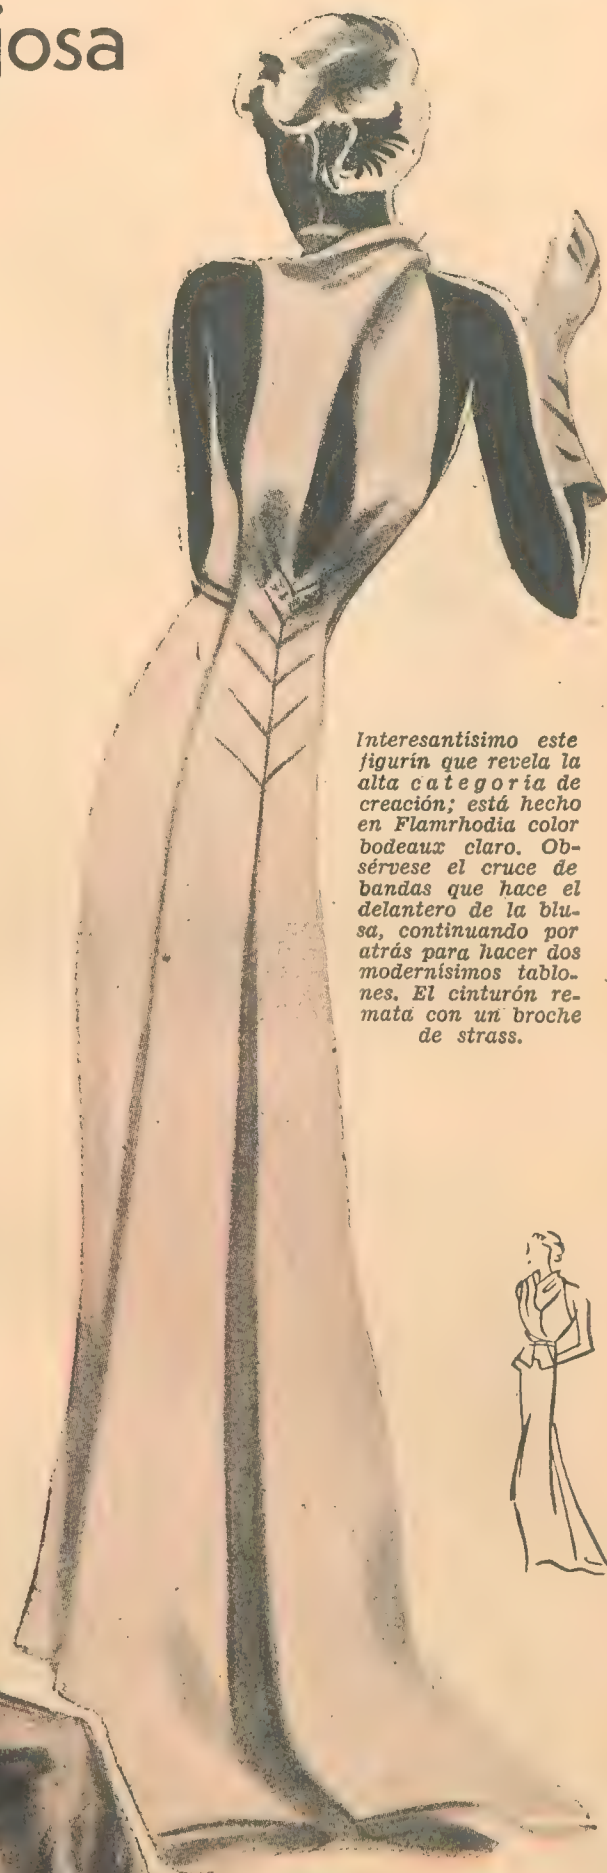 josa
Interesantísimo este
figurín que revela la
alta categoría de
creación; está hecho
en Flamrhodia color
bodeaux claro. Ob-
sérvese el cruce de
bandas que hace el
delantero de la blu-
sa, continuando por
atrás para hacer dos
modernísimos tablo-
nes. El cinturón re-
mata con un broche
de strass.